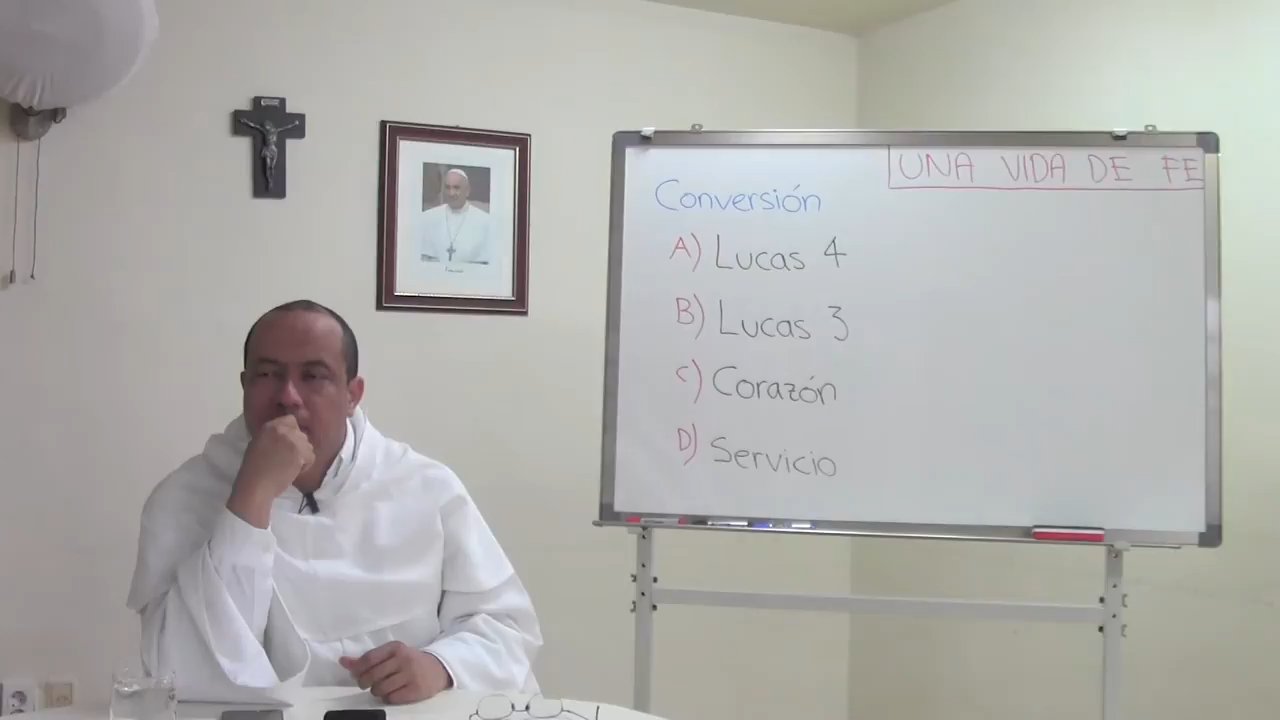 UNA VIDA DE FE
Conversión
A) Lucas 4
B) Lucas 3
C) Corazón
D) Servicio